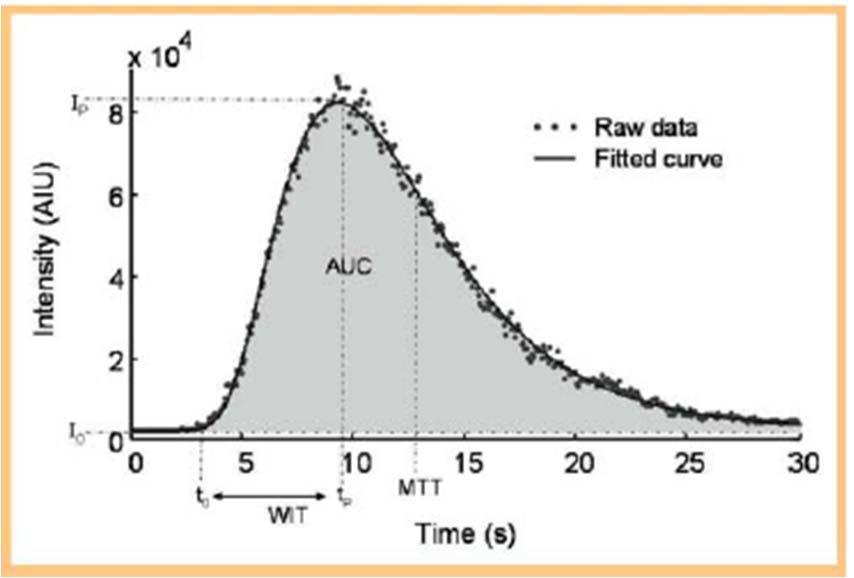 x 10⁴
Iₚ
8
6
4
2
0
I₀
Intensity (AIU)
Raw data
Fitted curve
AUC
0 5 10 15 20 25 30
t₀ WIT tₚ MTT
Time (s)